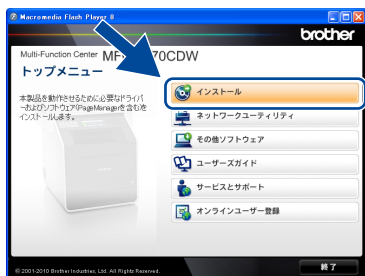 Macromedia Flash Player 8
brother
Multi-Function Center MF 70CDW
トップメニュー
本製品を動作させるために必要なドライバ
ーおよびソフトウェア(PageManager)を含むを
インストールします。
インストール
ネットワークユーティリティ
その他ソフトウェア
ユーザーズガイド
サービスとサポート
オンラインユーザー登録
© 2001-2010 Brother Industries, Ltd. All Rights Reserved.
終了